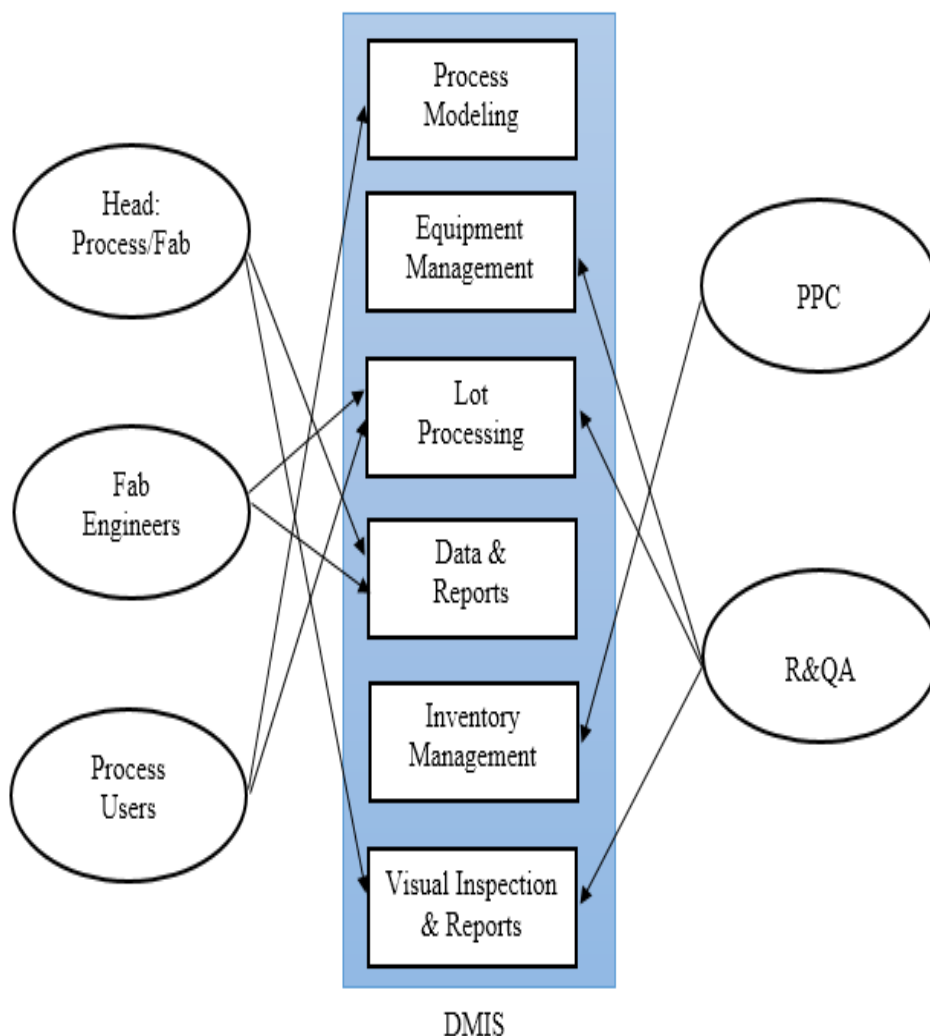 Head:
Process/Fab
Fab
Engineers
Process
Users
Process
Modeling
Equipment
Management
Lot
Processing
Data &
Reports
Inventory
Management
Visual Inspection
& Reports
DMIS
PPC
R&QA